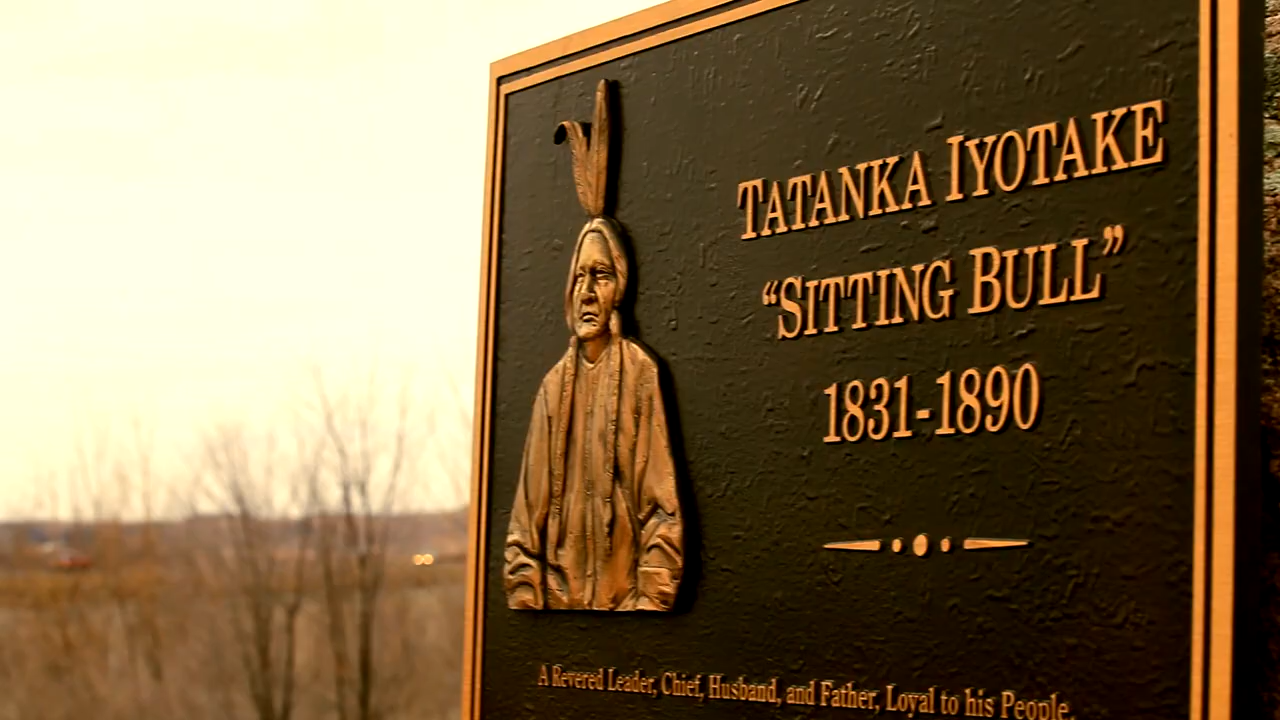 TATANKA IYOTAKE
“SITTING BULL”
1831-1890
A Revered Leader, Chief, Husband, and Father, Loyal to his People.